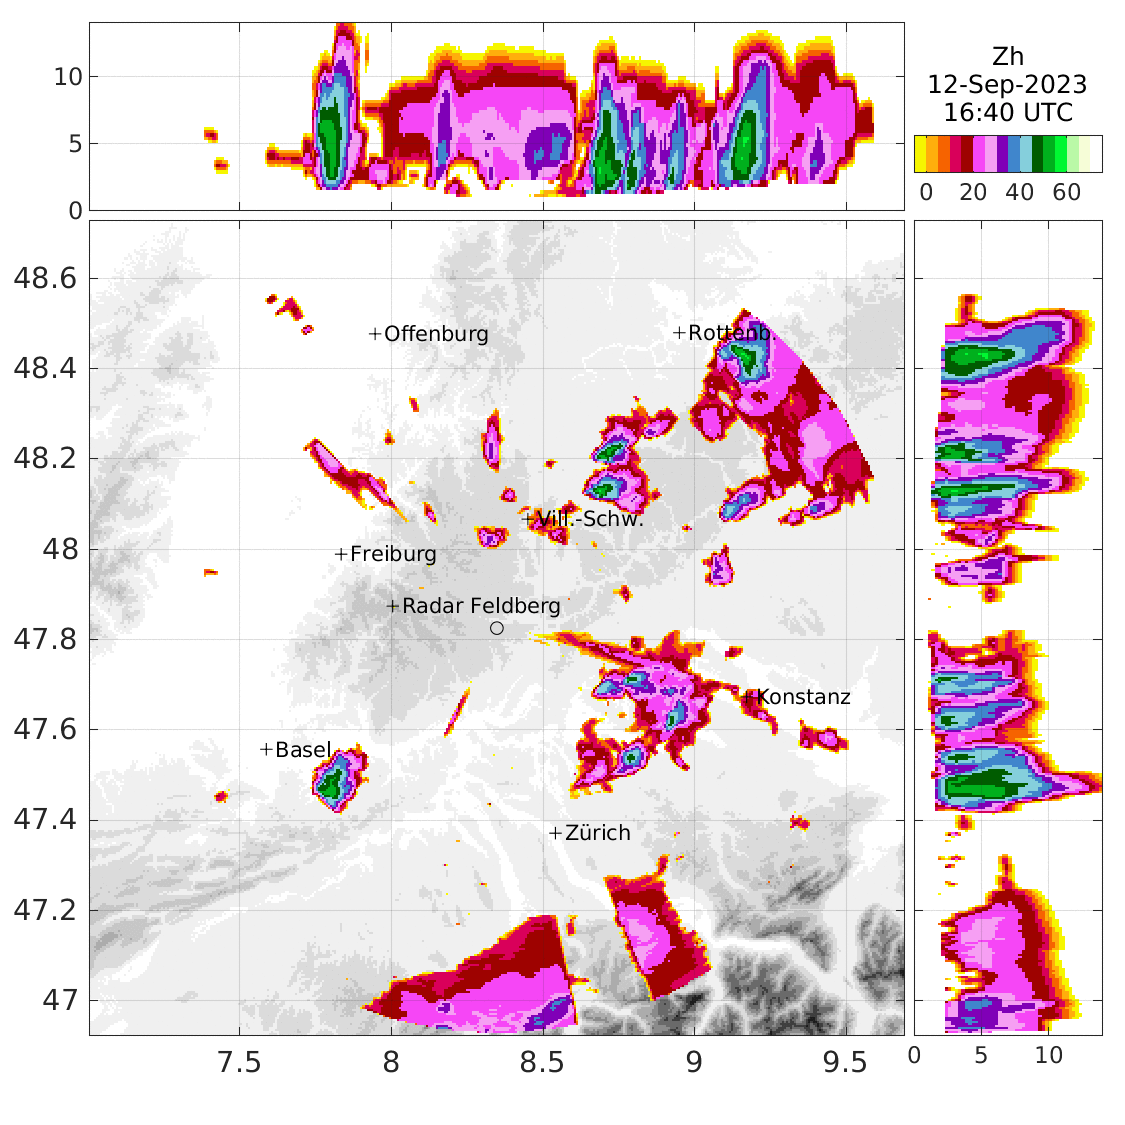 Zh
12-Sep-2023
16:40 UTC
0 20 40 60
10
5
0
48.6
48.4
48.2
48
47.8
47.6
47.4
47.2
47
+Offenburg
+Rottenb.
+Vill.-Schw.
+Freiburg
+Radar Feldberg
+Konstanz
+Basel
+Zürich
7.5 8 8.5 9 9.5
0 5 10